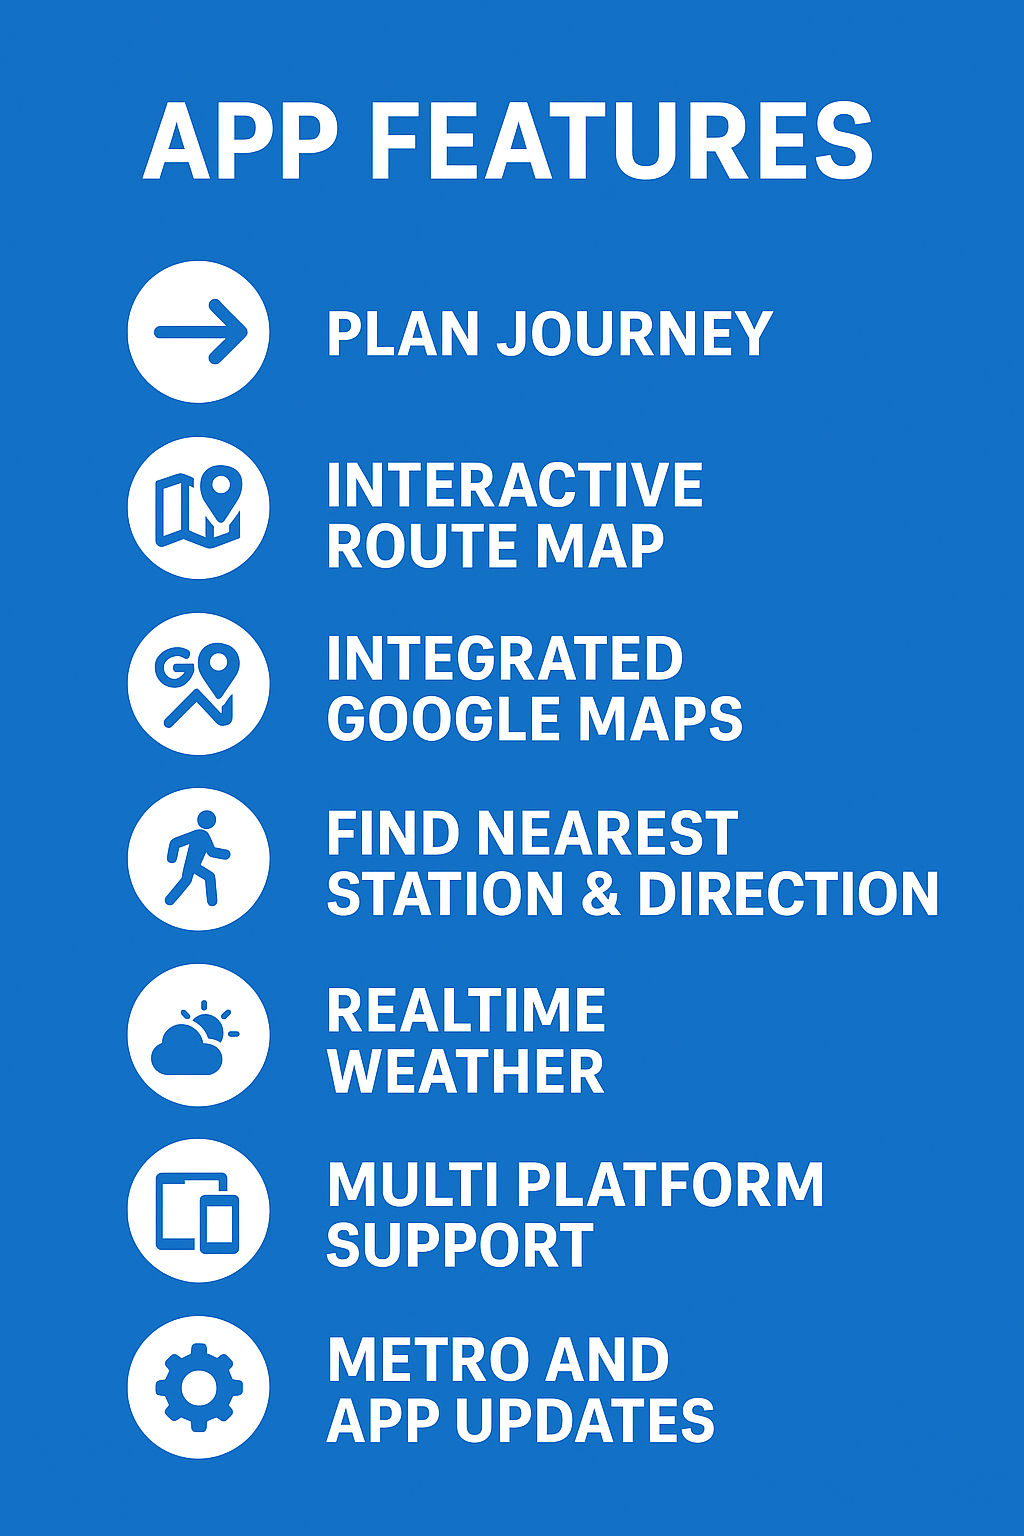 APP FEATURES
PLAN JOURNEY
INTERACTIVE
ROUTE MAP
GO
INTEGRATED
GOOGLE MAPS
FIND NEAREST
STATION & DIRECTION
REALTIME
WEATHER
MULTI PLATFORM
SUPPORT
METRO AND
APP UPDATES